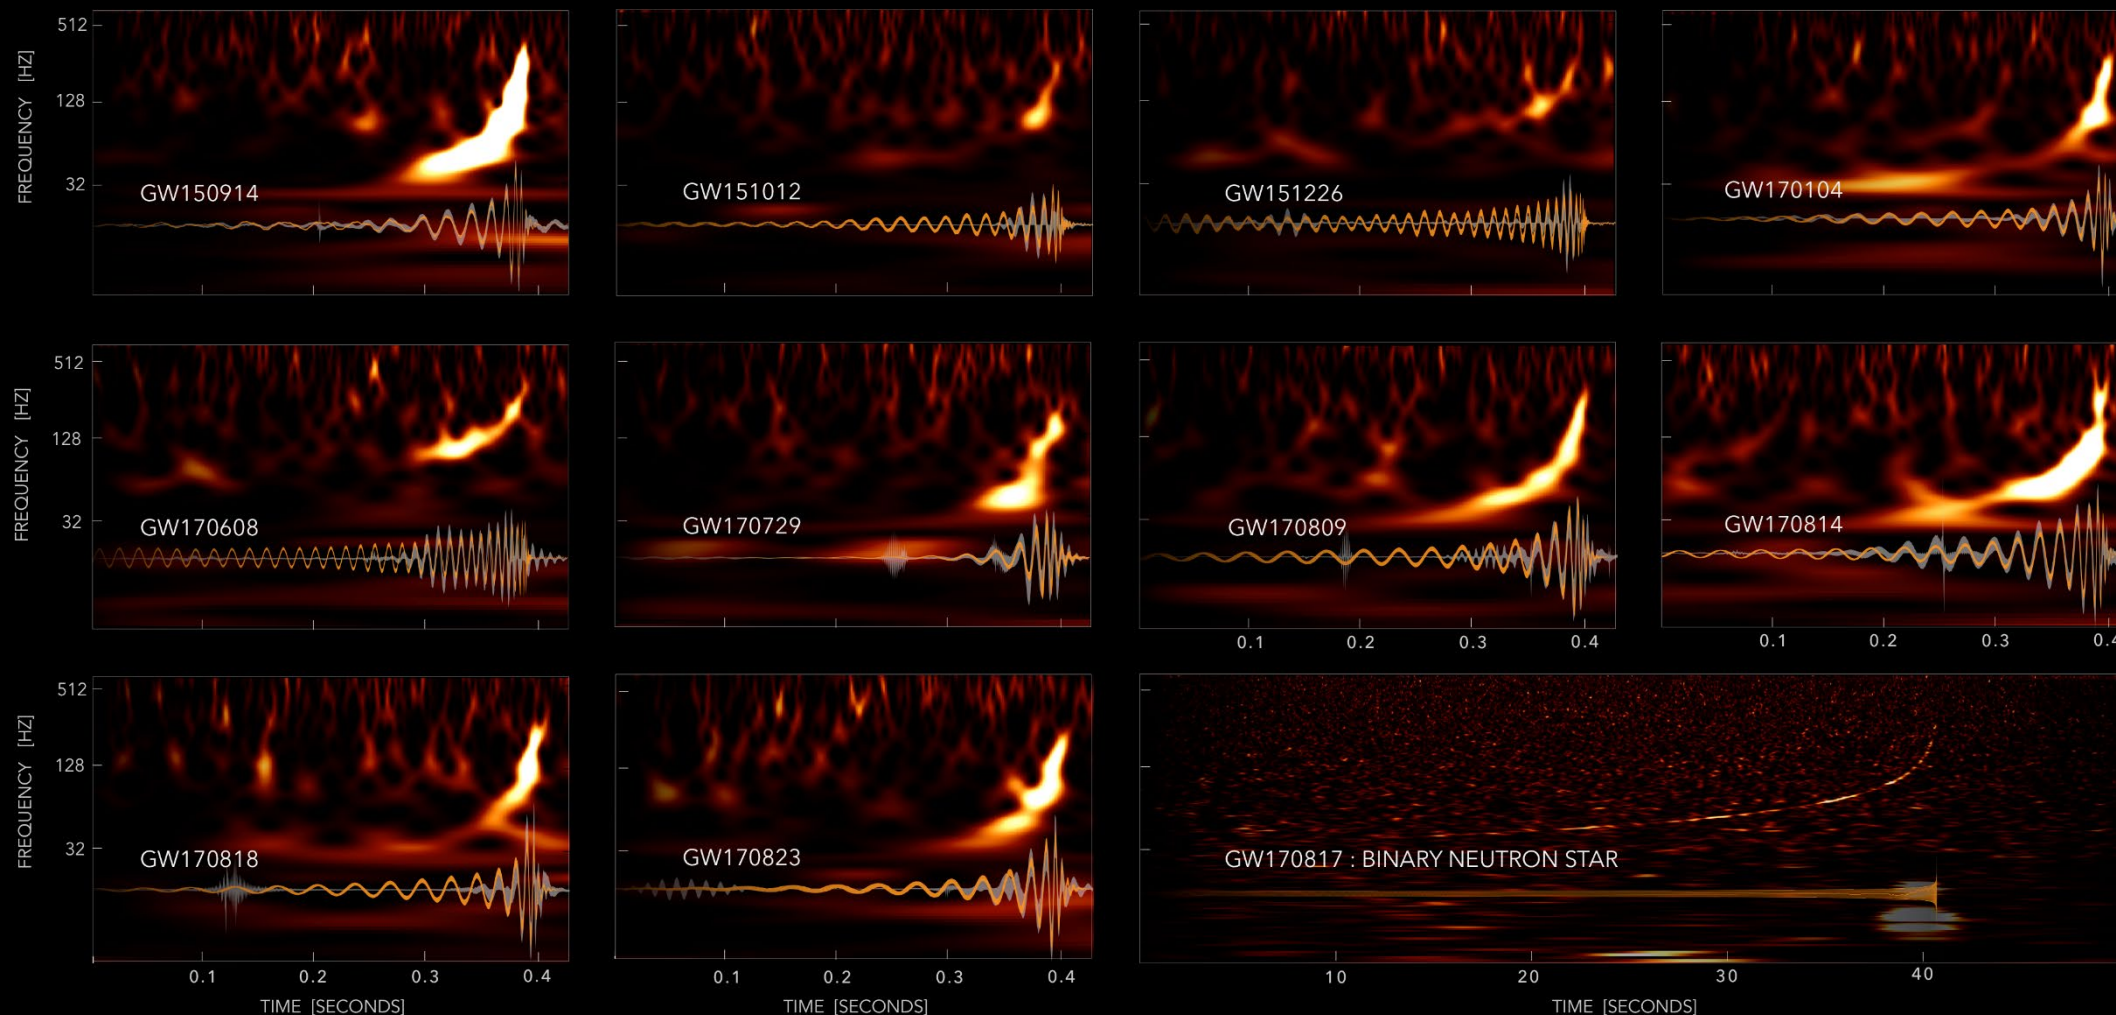 512
128
32
FREQUENCY [HZ]
GW150914
GW151012
GW151226
GW170104
512
128
32
FREQUENCY [HZ]
GW170608
GW170729
GW170809
GW170814
0.1 0.2 0.3 0.4
0.1 0.2 0.3 0.4
512
128
32
FREQUENCY [HZ]
GW170818
GW170823
GW170817 : BINARY NEUTRON STAR
0.1 0.2 0.3 0.4
0.1 0.2 0.3 0.4
10 20 30 40
TIME [SECONDS]
TIME [SECONDS]
TIME [SECONDS]